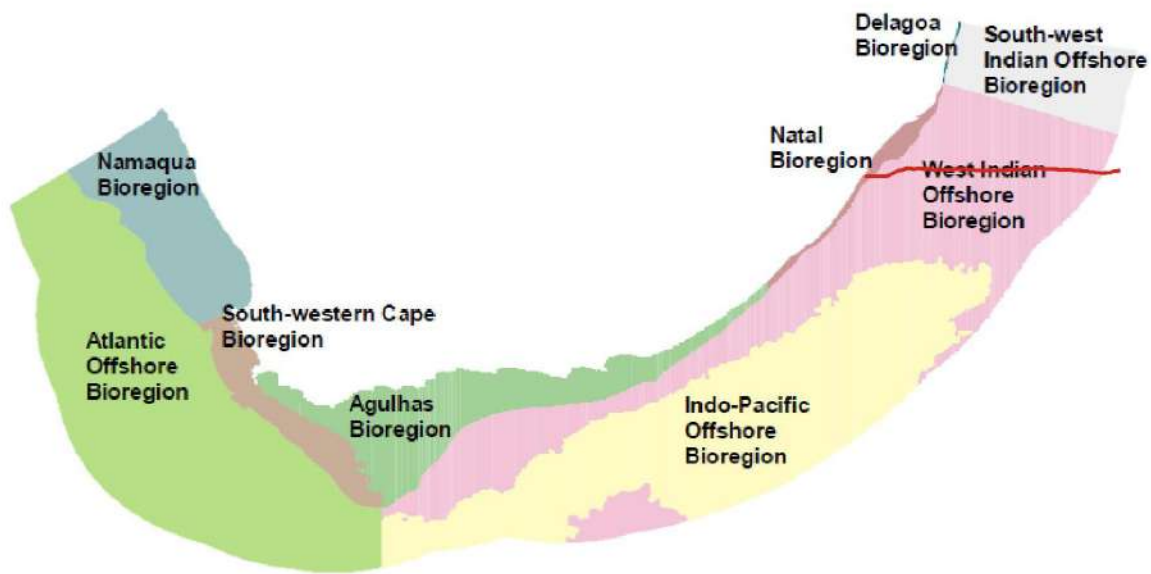 Delagoa
Bioregion
South-west
Indian Offshore
Bioregion
Namaqua
Bioregion
Natal
Bioregion
West Indian
Offshore
Bioregion
South-western Cape
Bioregion
Atlantic
Offshore
Bioregion
Agulhas
Bioregion
Indo-Pacific
Offshore
Bioregion